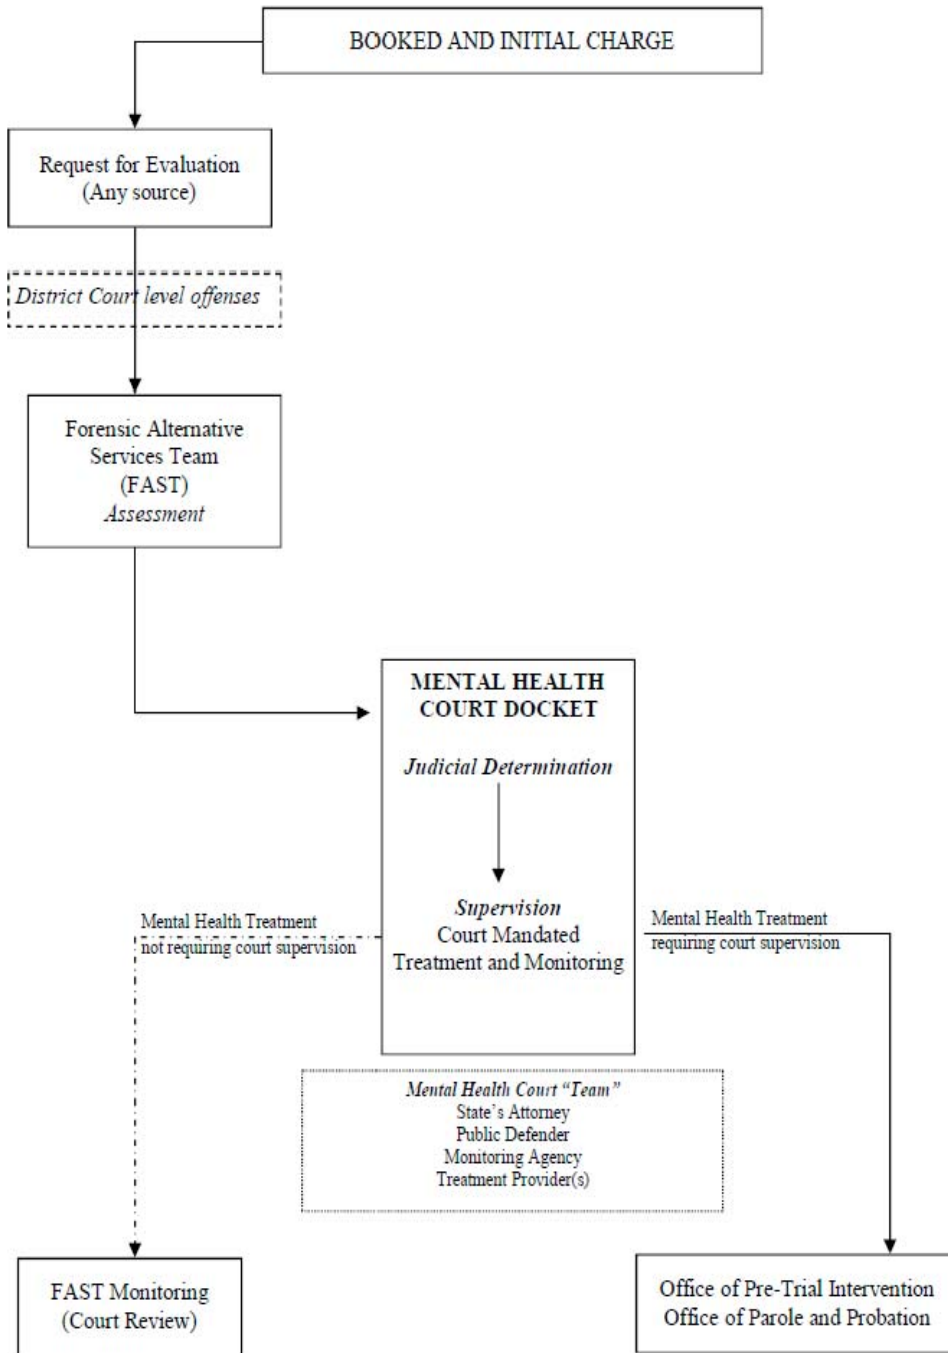 BOOKED AND INITIAL CHARGE
Request for Evaluation
(Any source)
District Court level offenses
Forensic Alternative
Services Team
(FAST)
Assessment
MENTAL HEALTH
COURT DOCKET
Judicial Determination
Supervision
Court Mandated
Treatment and Monitoring
Mental Health Treatment
not requiring court supervision
Mental Health Treatment
requiring court supervision
Mental Health Court “Team”
State’s Attorney
Public Defender
Monitoring Agency
Treatment Provider(s)
FAST Monitoring
(Court Review)
Office of Pre-Trial Intervention
Office of Parole and Probation